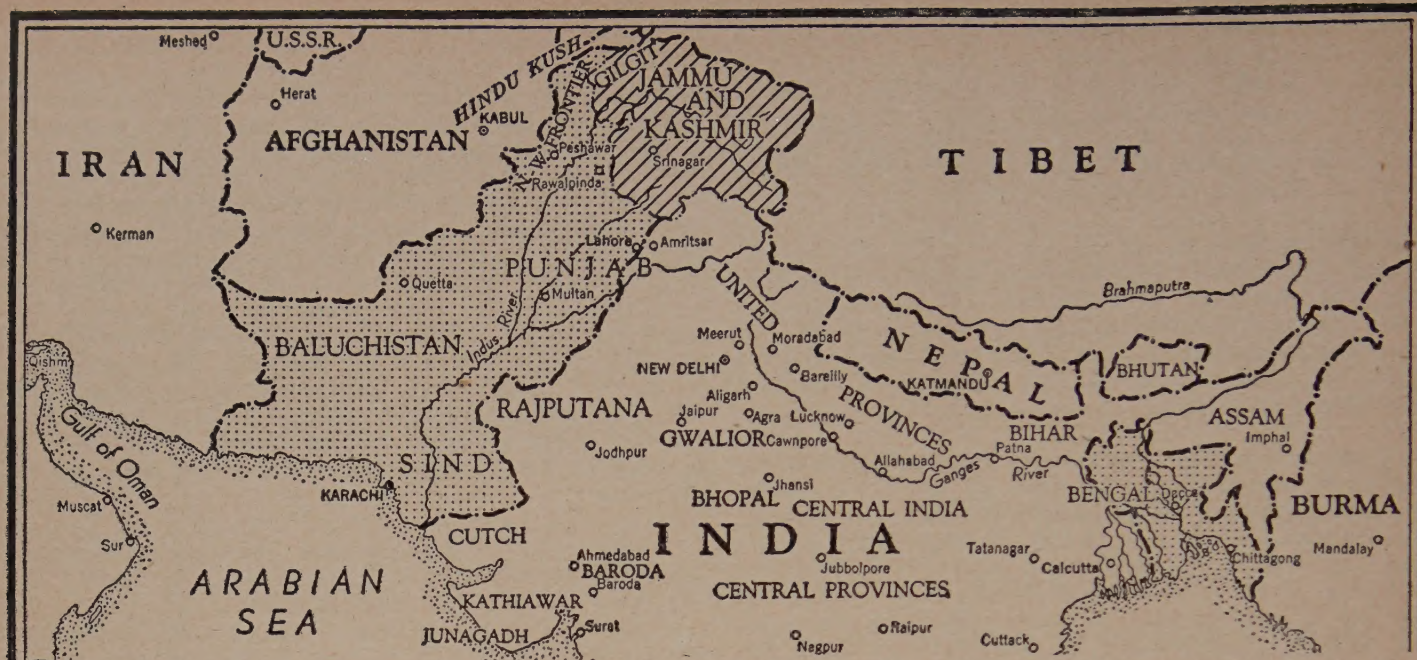 Meshed
U.S.S.R.
HINDU KUSH
GILGIT
JAMMU
AND
KASHMIR
Herat
KABUL
N.W. FRONTIER
AFGHANISTAN
Peshawar
Srinagar
IRAN
TIBET
Rawalpinda
Kerman
Lahore
Amritsar
PUNJAB
Quetta
Multan
UNITED
PROVINCES
Brahmaputra
Indus
River
Meerut
Moradabad
NEPAL
BALUCHISTAN
Qishm
NEW DELHI
Bareilly
KATMANDU
BHUTAN
Aligarh
RAJPUTANA
Jaipur
Agra
Lucknow
ASSAM
GWALIOR
Cawnpore
BIHAR
Imphal
Gulf of Oman
Jodhpur
Patna
Allahabad
Ganges
River
SIND
Jhansi
KARACHI
BHOPAL
CENTRAL INDIA
BENGAL
Dacca
Muscat
BURMA
CUTCH
INDIA
Sur
Ahmedabad
Tatanagar
Chittagong
Mandalay
BARODA
Jubbolpore
Calcutta
ARABIAN
SEA
Baroda
CENTRAL PROVINCES
KATHIAWAR
JUNAGADH
Surat
Nagpur
Raipur
Cuttack